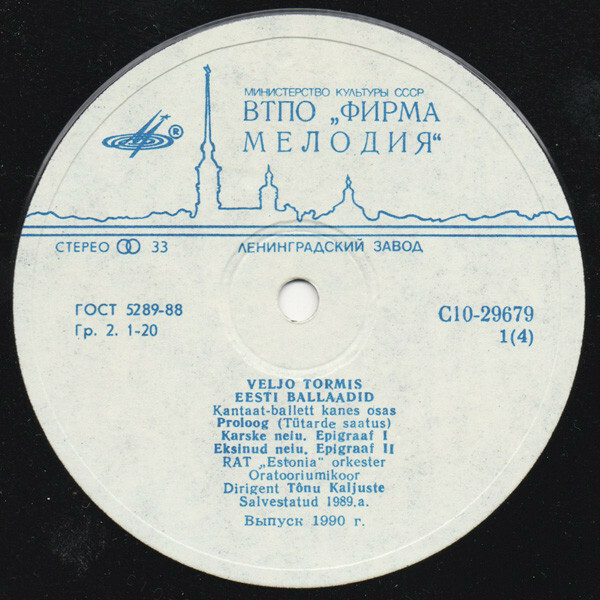 МИНИСТЕРСТВО КУЛЬТУРЫ СССР
ВТПО „ФИРМА
МЕЛОДИЯ“
®
СТЕРЕО 33
ЛЕНИНГРАДСКИЙ ЗАВОД
ГОСТ 5289-88
Гр. 2. 1-20
С10-29679
1(4)
VELJO TORMIS
EESTI BALLAADID
Kantaat-ballett kanes osas
Proloog (Tütarde saatus)
Karske neiu. Epigraaf I
Eksinud neiu. Epigraaf II
RAT „Estonia“ orkester
Oratooriumikoor
Dirigent Tõnu Kaljuste
Salvestatud 1989.a.
Выпуск 1990 г.